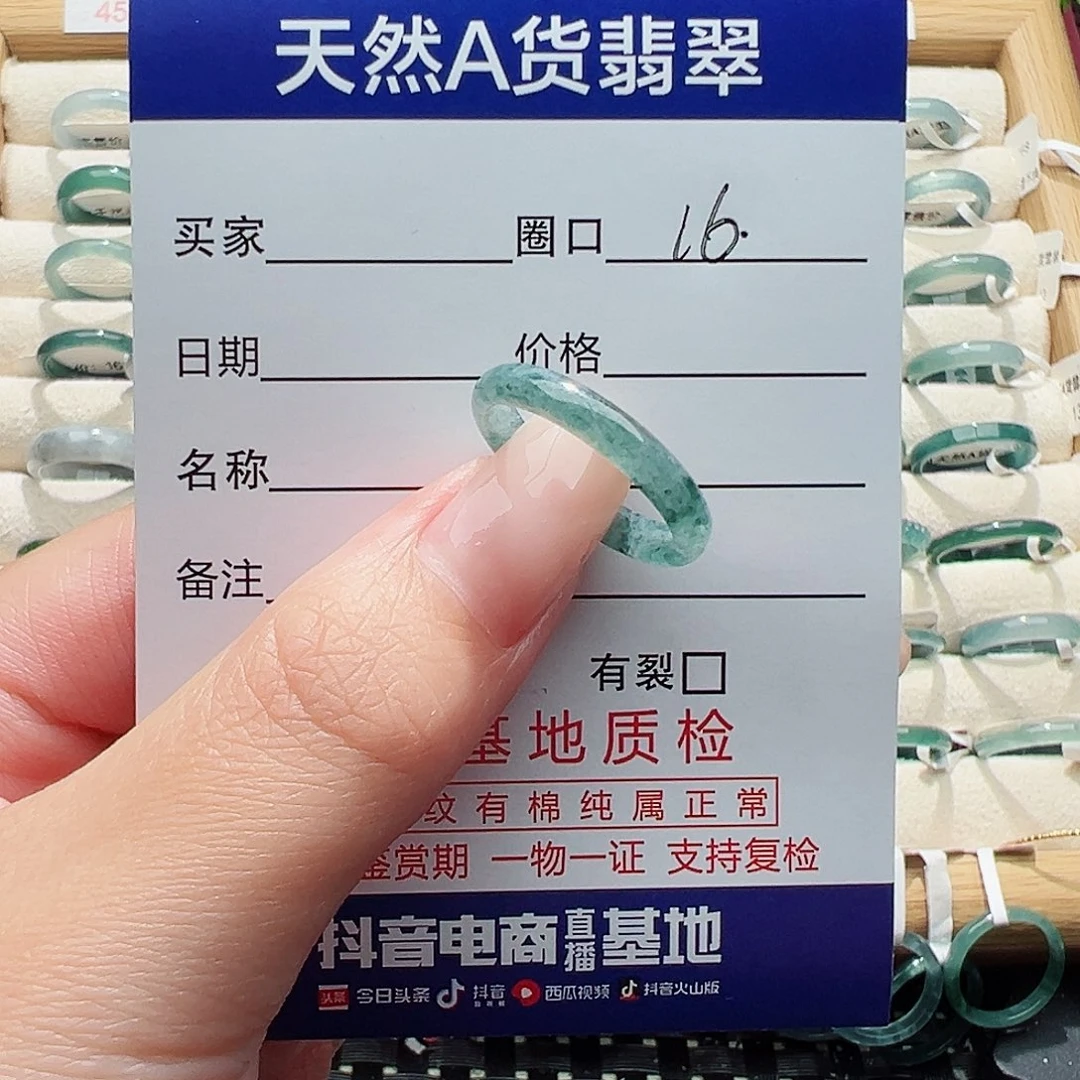 45
天然A货翡翠
买家 圈口 16.
日期 价格
名称
备注
有裂
基地质检
纹有棉纯属正常
鉴赏期 一物一证 支持复检
抖音电商直播基地
头条 今日头条 抖音 西瓜视频 抖音火山版